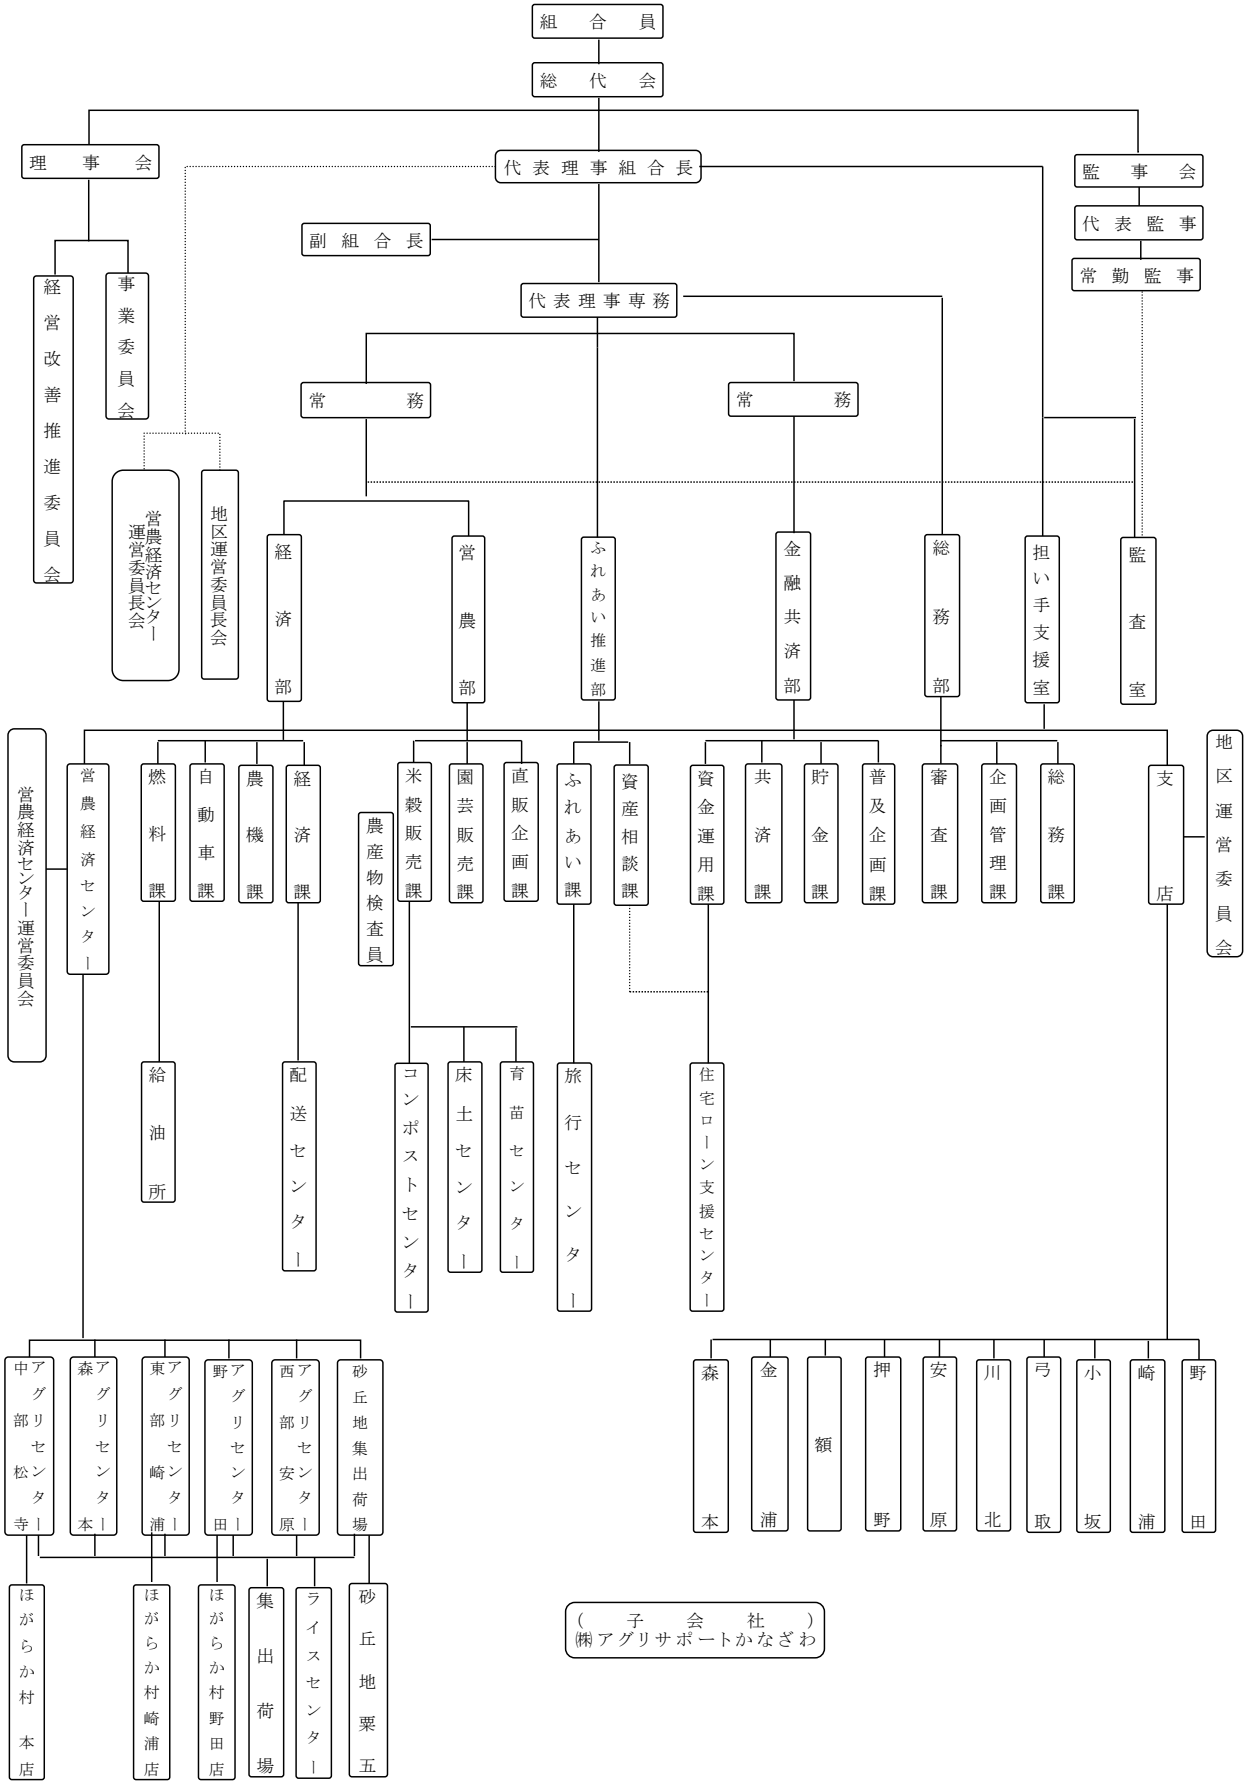 組合員
総代会
理事会
代表理事組合長
監事会
代表監事
副組合長
常勤監事
代表理事専務
経営改善推進委員会
事業委員会
常務
常務
営農経済センター
運営委員長会
地区運営委員長会
経済部
営農部
ふれあい推進部
金融共済部
総務部
担い手支援室
監査室
営農経済センター運営委員会
営農経済センター
燃料課
自動車課
農機課
経済課
農産物検査員
米穀販売課
園芸販売課
直販企画課
ふれあい課
資産相談課
資金運用課
共済課
貯金課
普及企画課
審査課
企画管理課
総務課
支店
地区運営委員会
給油所
配送センター
コンポストセンター
床土センター
育苗センター
旅行センター
住宅ローン支援センター
アグリセンター
中部松寺
アグリセンター
森本
アグリセンター
東部崎浦
アグリセンター
野田
アグリセンター
西部安原
砂丘地集出荷場
森本
金浦
額
押野
安原
川北
弓取
小坂
崎浦
野田
ほがらか村 本店
ほがらか村崎浦店
ほがらか村野田店
集出荷場
ライスセンター
砂丘地粟五
(子会社)
㈱アグリサポートかなざわ